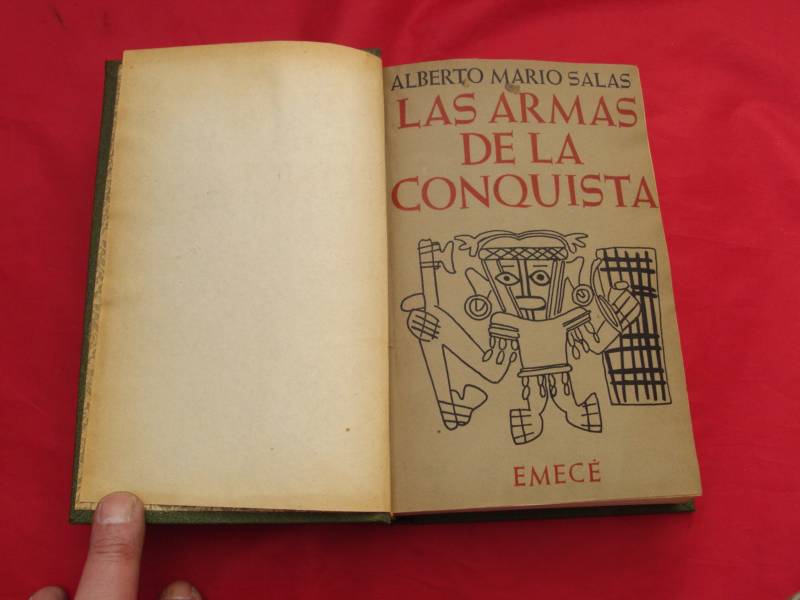 ALBERTO MARIO SALAS
LAS ARMAS
DE LA
CONQUISTA
EMECÉ